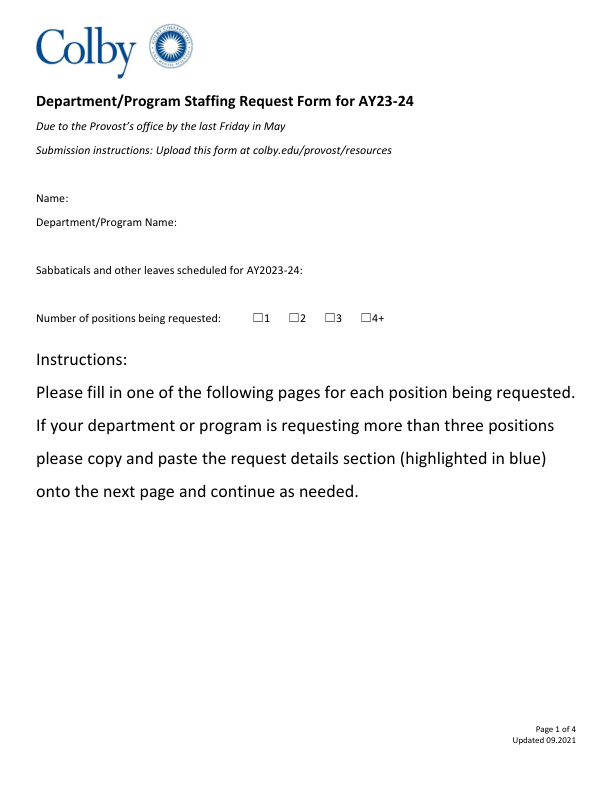 Colby
Department/Program Staffing Request Form for AY23-24
Due to the Provost's office by the last Friday in May
Submission instructions: Upload this form at colby.edu/provost/resources
Name:
Department/Program Name:
Sabbaticals and other leaves scheduled for AY2023-24:
Number of positions being requested: ☐1 ☐2 ☐3 ☐4+
Instructions:
Please fill in one of the following pages for each position being requested.
If your department or program is requesting more than three positions
please copy and paste the request details section (highlighted in blue)
onto the next page and continue as needed.
Page 1 of 4
Updated 09.2021